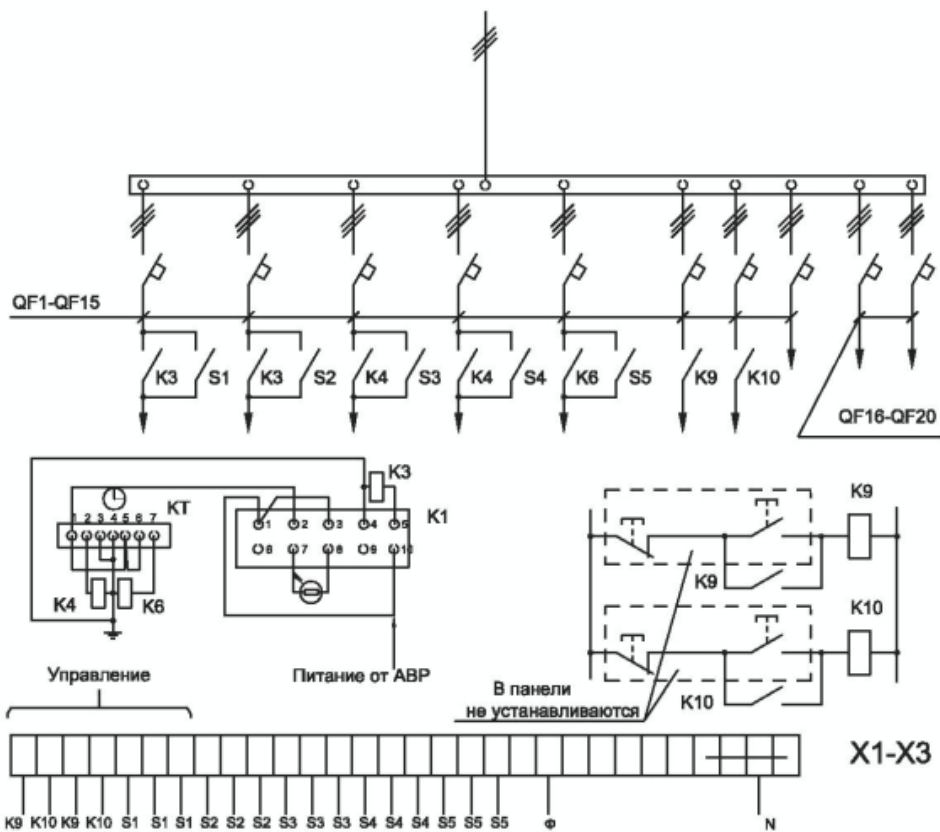 QF1-QF15
K3 S1 K3 S2 K4 S3 K4 S4 K6 S5 K9 K10
QF16-QF20
KT
1 2 3 4 5 6 7
K4 K6
K3
K1
1 2 3 4 5
6 7 8 9 10
K9
K9
K10
K10
Управление
Питание от АВР
В панели
не устанавливаются
X1-X3
K9 K10 K9 K10 S1 S1 S1 S2 S2 S2 S3 S3 S3 S4 S4 S4 S5 S5 S5 Ф N